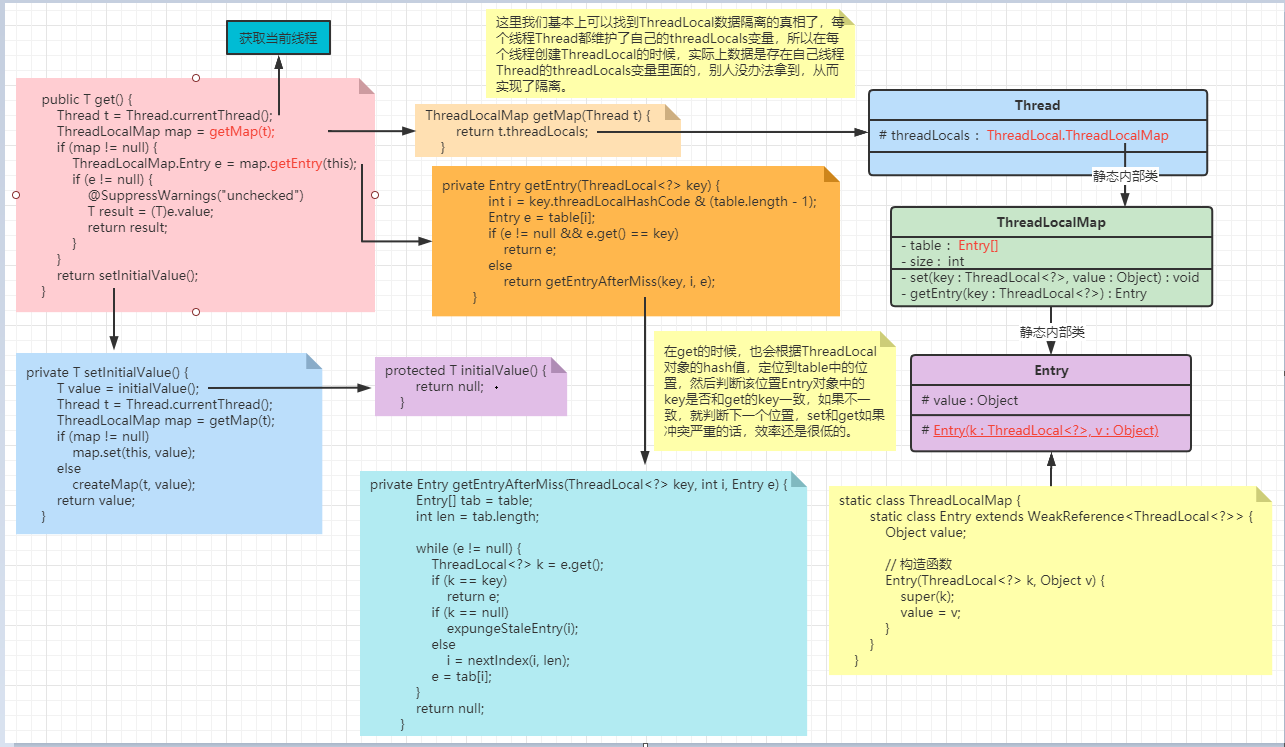 获取当前线程
这里我们基本上可以找到ThreadLocal数据隔离的真相了，每
个线程Thread都维护了自己的threadLocals变量，所以在每
个线程创建ThreadLocal的时候，实际上数据是存在自己线程
Thread的threadLocals变量里面的，别人没办法拿到，从而
实现了隔离。
public T get() {
Thread t = Thread.currentThread();
ThreadLocalMap map = getMap(t);
if (map != null) {
ThreadLocalMap.Entry e = map.getEntry(this);
if (e != null) {
@SuppressWarnings("unchecked")
T result = (T)e.value;
return result;
}
}
return setInitialValue();
}
ThreadLocalMap getMap(Thread t) {
return t.threadLocals;
}
Thread
# threadLocals : ThreadLocal.ThreadLocalMap
静态内部类
private Entry getEntry(ThreadLocal<?> key) {
int i = key.threadLocalHashCode & (table.length - 1);
Entry e = table[i];
if (e != null && e.get() == key)
return e;
else
return getEntryAfterMiss(key, i, e);
}
ThreadLocalMap
- table : Entry[]
- size : int
- set(key : ThreadLocal<?>, value : Object) : void
- getEntry(key : ThreadLocal<?>) : Entry
静态内部类
private T setInitialValue() {
T value = initialValue();
Thread t = Thread.currentThread();
ThreadLocalMap map = getMap(t);
if (map != null)
map.set(this, value);
else
createMap(t, value);
return value;
}
protected T initialValue() {
return null;
}
在get的时候，也会根据ThreadLocal
对象的hash值，定位到table中的位
置，然后判断该位置Entry对象中的
key是否和get的key一致，如果不一
致，就判断下一个位置，set和get如果
冲突严重的话，效率还是很低的。
Entry
# value : Object
# Entry(k : ThreadLocal<?>, v : Object)
private Entry getEntryAfterMiss(ThreadLocal<?> key, int i, Entry e) {
Entry[] tab = table;
int len = tab.length;
while (e != null) {
ThreadLocal<?> k = e.get();
if (k == key)
return e;
if (k == null)
expungeStaleEntry(i);
else
i = nextIndex(i, len);
e = tab[i];
}
return null;
}
static class ThreadLocalMap {
static class Entry extends WeakReference<ThreadLocal<?>> {
Object value;
// 构造函数
Entry(ThreadLocal<?> k, Object v) {
super(k);
value = v;
}
}
}